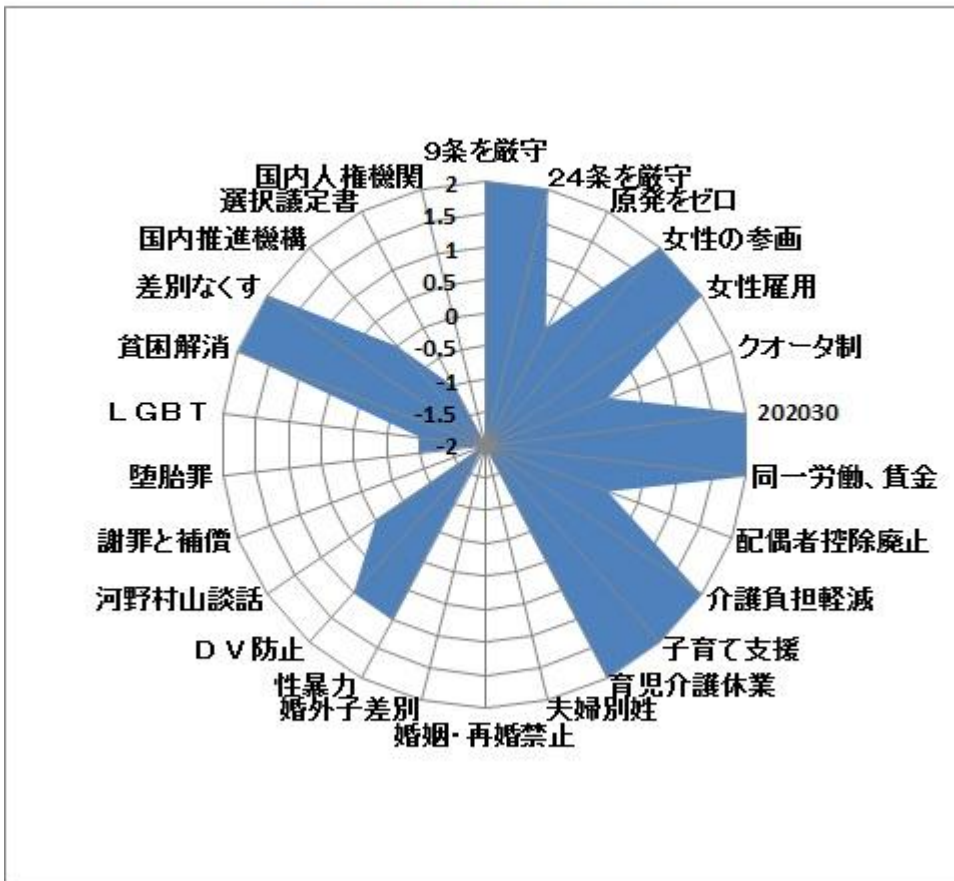 9条を厳守
24条を厳守
原発をゼロ
女性の参画
女性雇用
クオータ制
202030
同一労働、賃金
配偶者控除廃止
介護負担軽減
子育て支援
育児介護休業
夫婦別姓
婚姻・再婚禁止
婚外子差別
性暴力
ＤＶ防止
河野村山談話
謝罪と補償
堕胎罪
ＬＧＢＴ
貧困解消
差別なくす
国内推進機構
選択議定書
国内人権機関
2
1.5
1
0.5
0
-0.5
-1
-1.5
-2